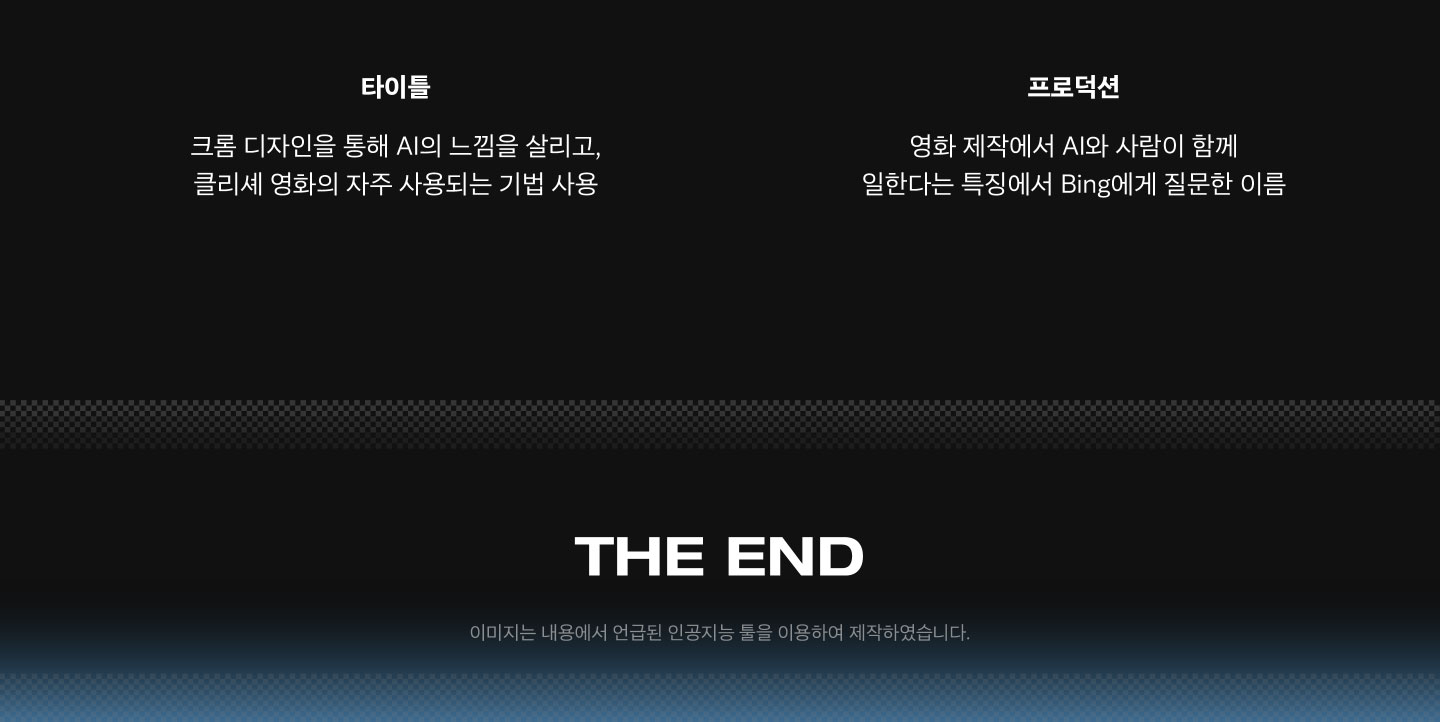 타이틀
크롬 디자인을 통해 AI의 느낌을 살리고,
클리셰 영화의 자주 사용되는 기법 사용
프로덕션
영화 제작에서 AI와 사람이 함께
일한다는 특징에서 Bing에게 질문한 이름
THE END
이미지는 내용에서 언급된 인공지능 툴을 이용하여 제작하였습니다.